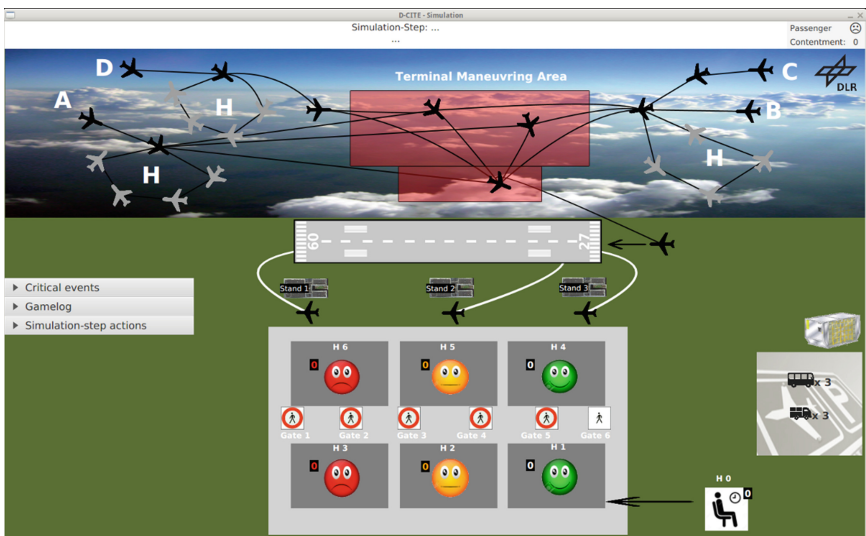 D-CITE - Simulation
Simulation-Step: ...
...
Passenger
Contentment: 0
D
A
H
H
Terminal Maneuvring Area
C
B
H
DLR
60
27
Stand 1
Stand 2
Stand 3
Critical events
Gamelog
Simulation-step actions
H 6
H 5
H 4
0
0
0
Gate 1
Gate 2
Gate 3
Gate 4
Gate 5
Gate 6
H 3
H 2
H 1
0
0
0
x 3
x 3
H 0
0